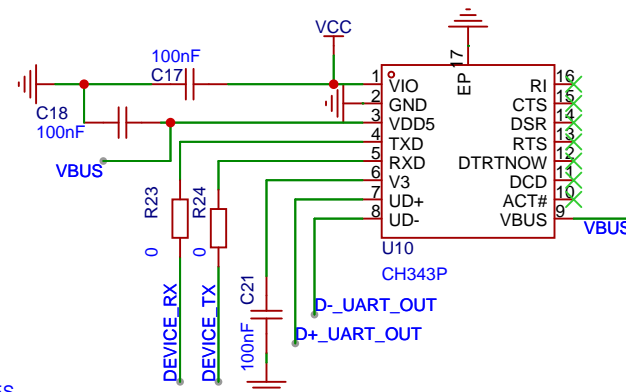 VCC
100nF
C17
C18
100nF
VBUS
17
EP
1 VIO
2 GND
3 VDD5
4 TXD
5 RXD
6 V3
7 UD+
8 UD-
RI 16
CTS 15
DSR 14
RTS 13
DTRTNOW 12
DCD 11
ACT# 10
VBUS 9
VBUS
U10
CH343P
R23
0
R24
0
C21
100nF
DEVICE_RX
DEVICE_TX
D-_UART_OUT
D+_UART_OUT